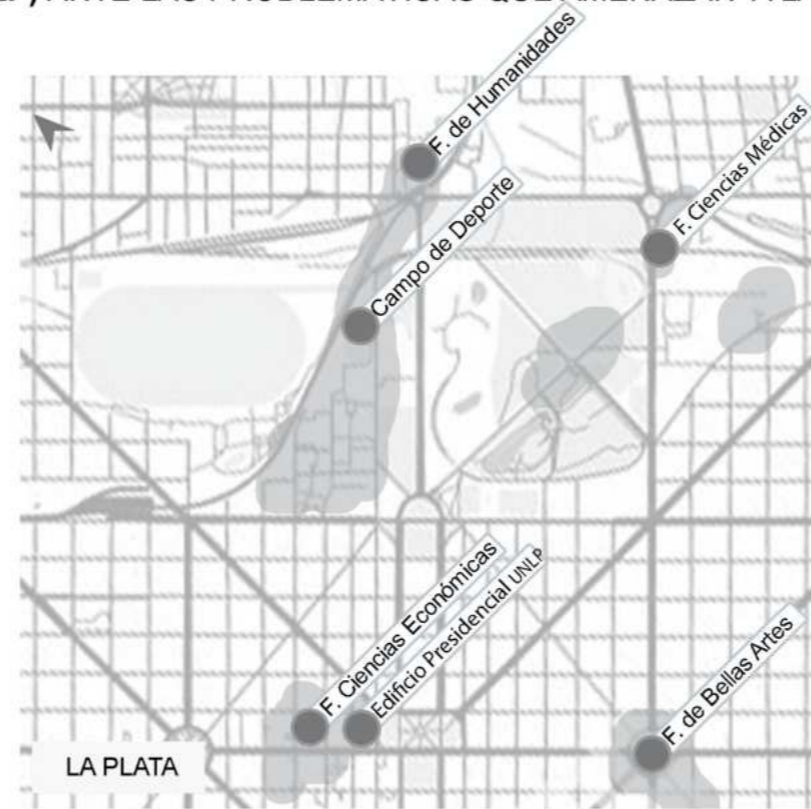 F. de Humanidades
F. Ciencias Médicas
Campo de Deporte
F. Ciencias Económicas
Edificio Presidencial UNLP
F. de Bellas Artes
LA PLATA